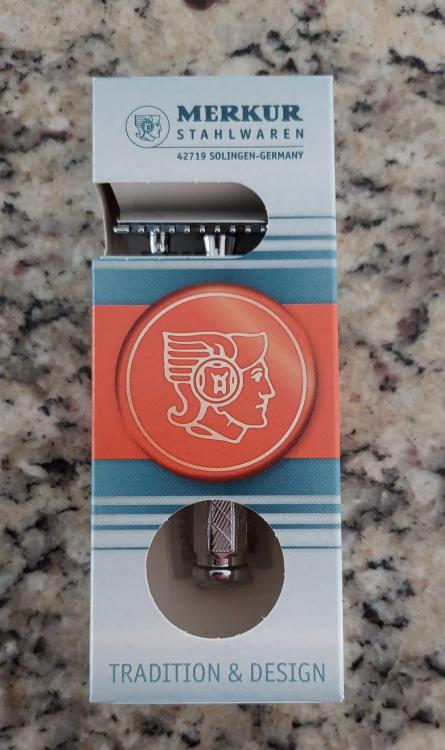 MERKUR
STAHLWAREN
42719 SOLINGEN-GERMANY
TRADITION & DESIGN